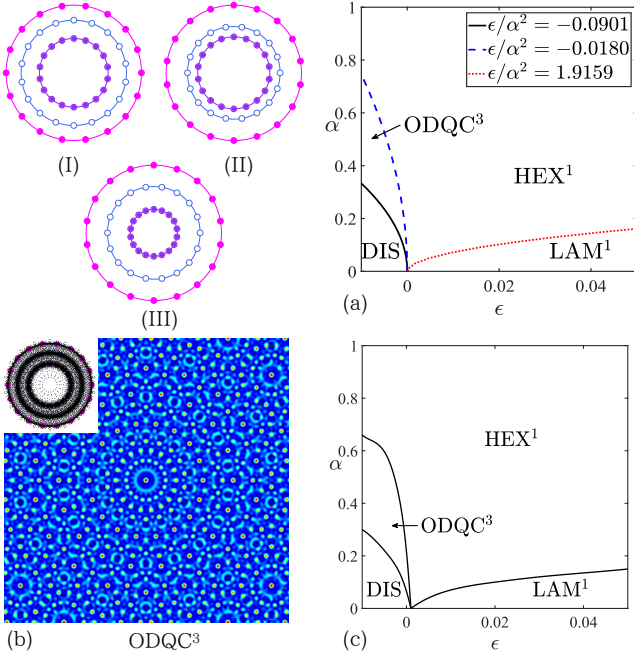 (I)
(II)
(III)
α
1
0.8
0.6
0.4
0.2
0
ϵ/α² = −0.0901
ϵ/α² = −0.0180
ϵ/α² = 1.9159
ODQC³
HEX¹
DIS
LAM¹
0
0.02
0.04
(a)
ϵ
(b)
ODQC³
α
1
0.8
0.6
0.4
0.2
0
HEX¹
ODQC³
DIS
LAM¹
0
0.02
0.04
(c)
ϵ